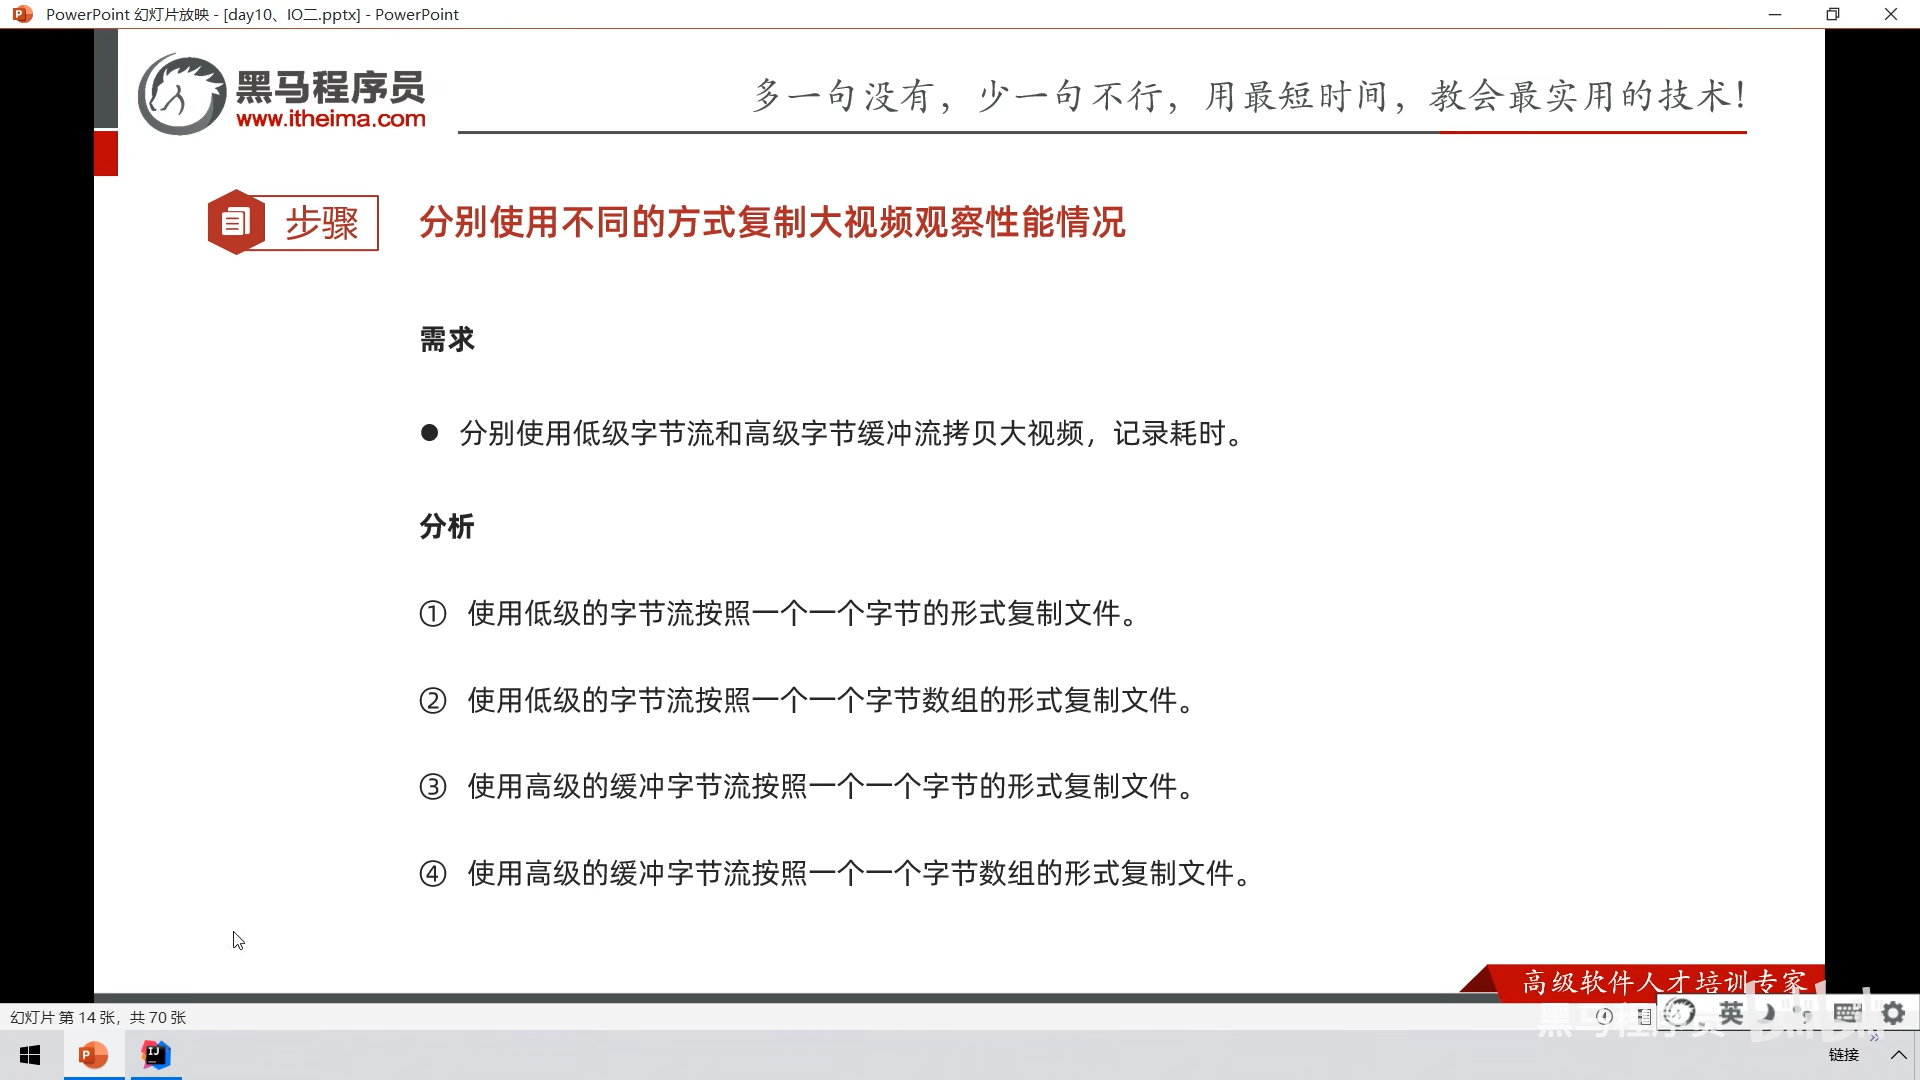 PowerPoint 幻灯片放映 - [day10、IO二.pptx] - PowerPoint
黑马程序员
www.itheima.com
多一句没有，少一句不行，用最短时间，教会最实用的技术！
步骤
分别使用不同的方式复制大视频观察性能情况
需求
● 分别使用低级字节流和高级字节缓冲流拷贝大视频，记录耗时。
分析
① 使用低级的字节流按照一个一个字节的形式复制文件。
② 使用低级的字节流按照一个一个字节数组的形式复制文件。
③ 使用高级的缓冲字节流按照一个一个字节的形式复制文件。
④ 使用高级的缓冲字节流按照一个一个字节数组的形式复制文件。
高级软件人才培训专家
幻灯片 第 14 张，共 70 张
黑马程序员
英
链接